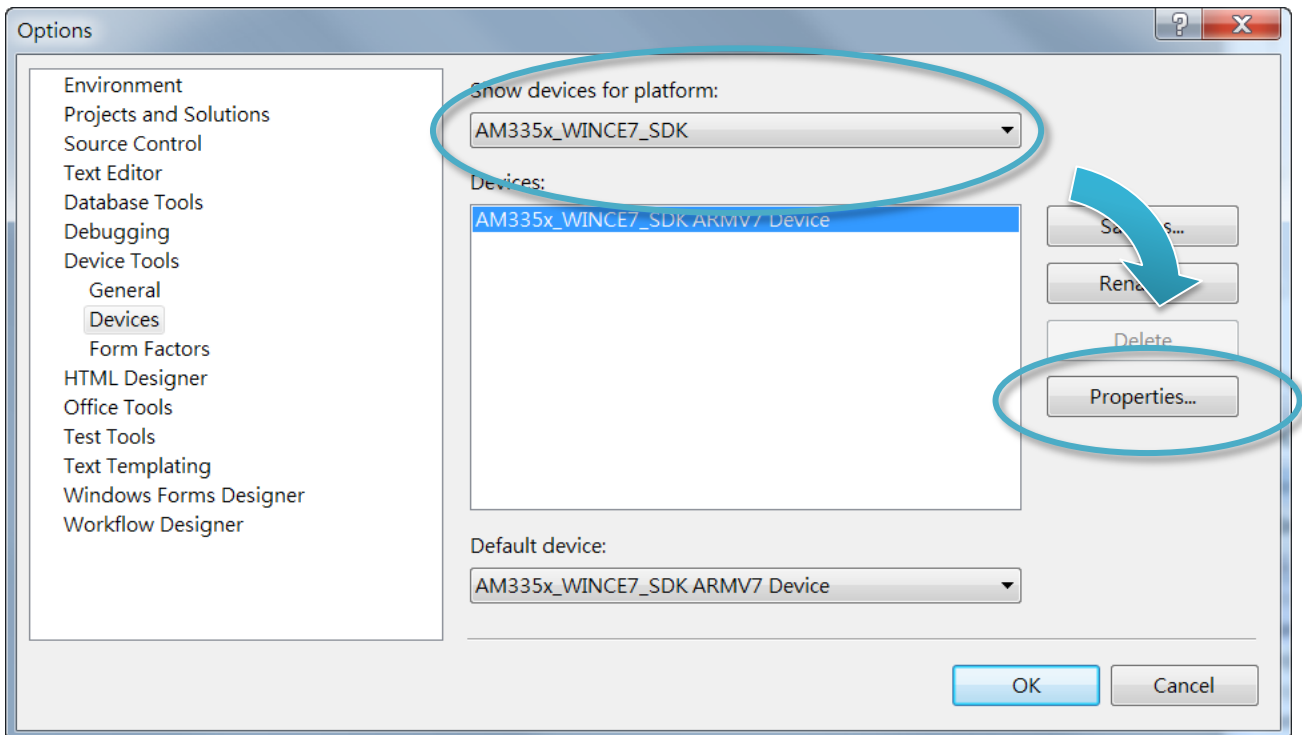 Options
Environment
Projects and Solutions
Source Control
Text Editor
Database Tools
Debugging
Device Tools
General
Devices
Form Factors
HTML Designer
Office Tools
Test Tools
Text Templating
Windows Forms Designer
Workflow Designer
Show devices for platform:
AM335x_WINCE7_SDK
Devices:
AM335x_WINCE7_SDK ARMV7 Device
Delete
Properties...
Default device:
AM335x_WINCE7_SDK ARMV7 Device
OK
Cancel